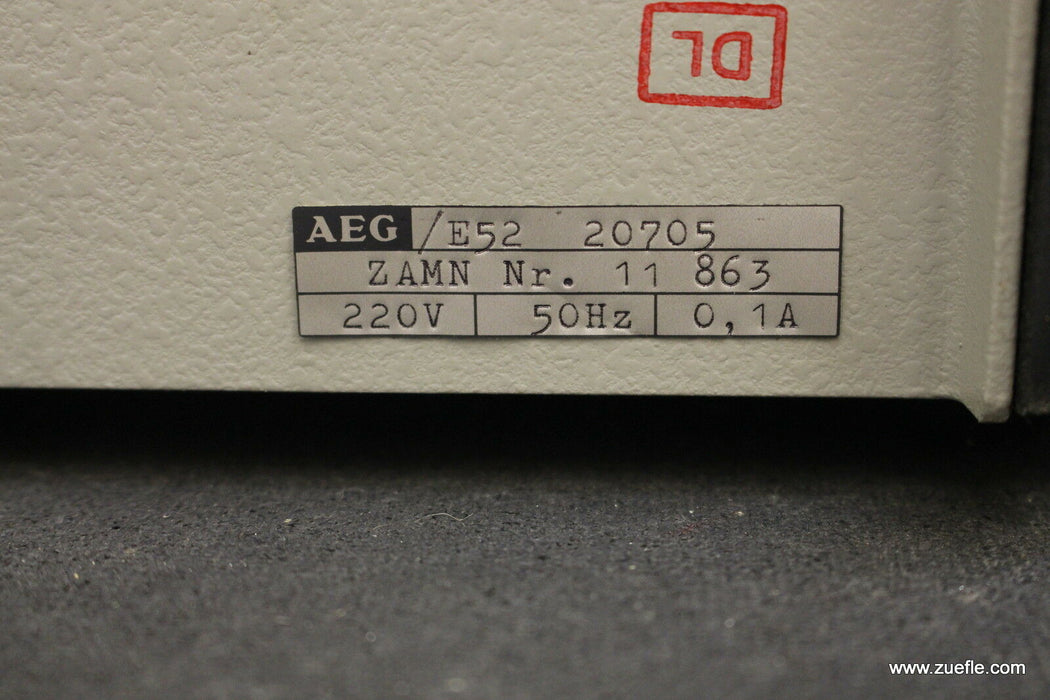 DL
AEG /E52 20705
ZAMN Nr. 11 863
220V 50Hz 0,1A
www.zuefle.com